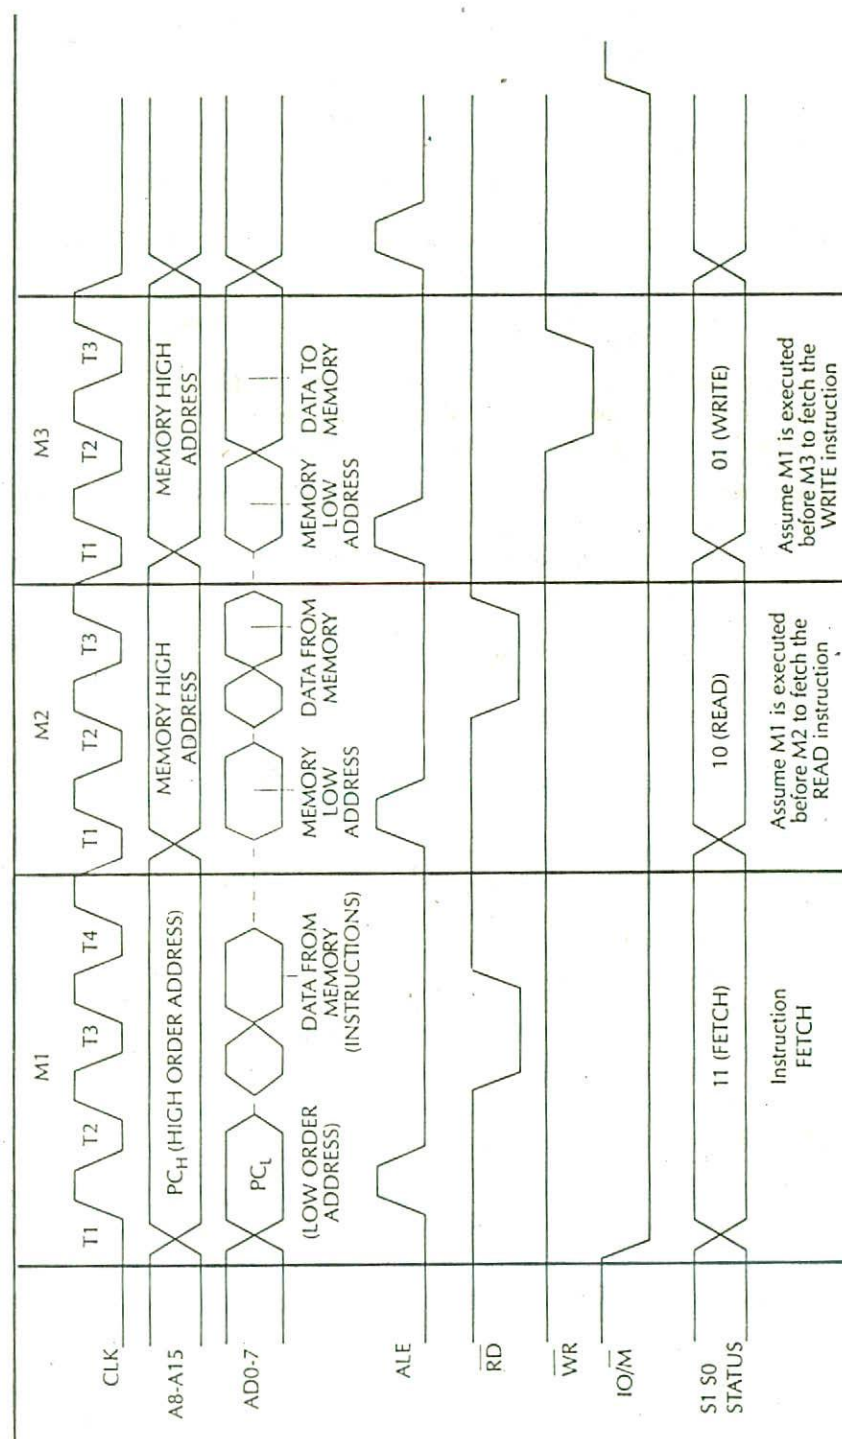 M1
M2
M3
T1 T2 T3 T4
T1 T2 T3
T1 T2 T3
CLK
A8-A15
PCH (HIGH ORDER ADDRESS)
MEMORY HIGH
ADDRESS
MEMORY HIGH
ADDRESS
AD0-7
PCL
(LOW ORDER
ADDRESS)
DATA FROM
MEMORY
(INSTRUCTIONS)
MEMORY
LOW
ADDRESS
DATA FROM
MEMORY
MEMORY
LOW
ADDRESS
DATA TO
MEMORY
ALE
R̅D̅
W̅R̅
IO/M̅
S1 S0
STATUS
11 (FETCH)
10 (READ)
01 (WRITE)
Instruction
FETCH
Assume M1 is executed
before M2 to fetch the
READ instruction
Assume M1 is executed
before M3 to fetch the
WRITE instruction